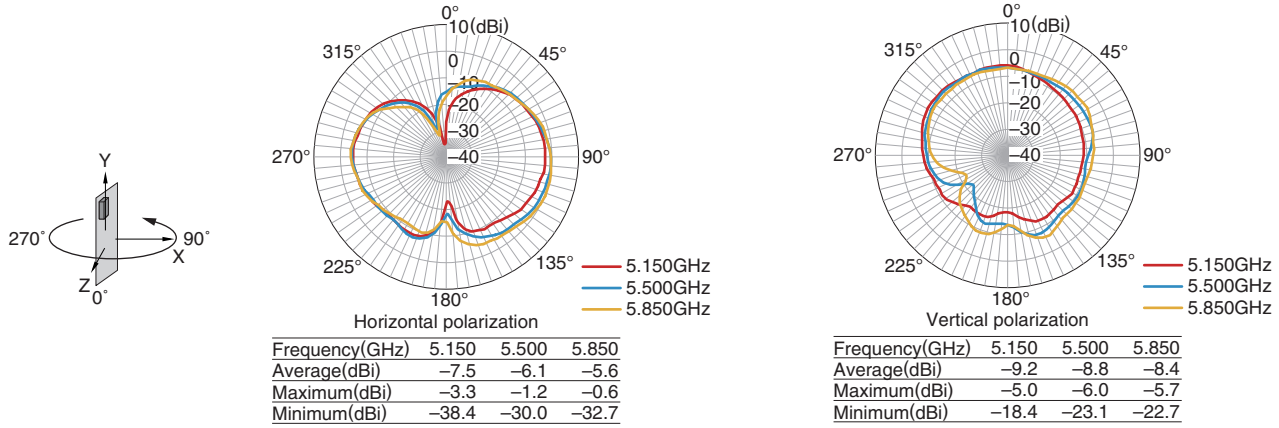 Y
270˚
90˚
X
Z
0˚
0°
10(dBi)
315°
45°
0
–10
–20
–30
–40
270°
90°
225°
135°
180°
5.150GHz
5.500GHz
5.850GHz
Horizontal polarization
Frequency(GHz) 5.150 5.500 5.850
Average(dBi) –7.5 –6.1 –5.6
Maximum(dBi) –3.3 –1.2 –0.6
Minimum(dBi) –38.4 –30.0 –32.7
0°
10(dBi)
315°
45°
0
–10
–20
–30
–40
270°
90°
225°
135°
180°
5.150GHz
5.500GHz
5.850GHz
Vertical polarization
Frequency(GHz) 5.150 5.500 5.850
Average(dBi) –9.2 –8.8 –8.4
Maximum(dBi) –5.0 –6.0 –5.7
Minimum(dBi) –18.4 –23.1 –22.7